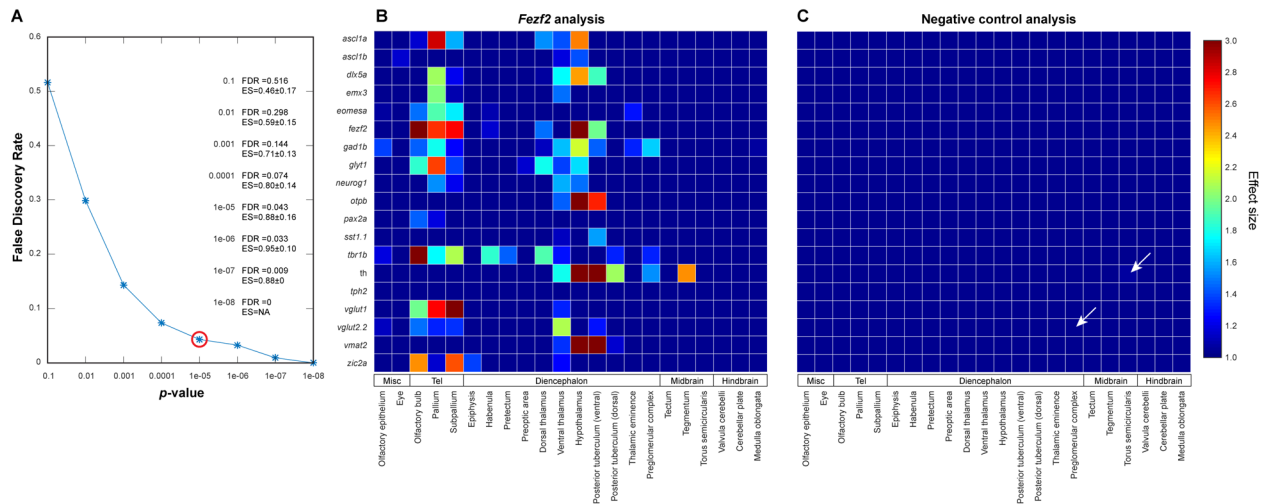 A
False Discovery Rate
0.6
0.5
0.4
0.3
0.2
0.1
0
0.1 FDR =0.516
ES=0.46±0.17
0.01 FDR =0.298
ES=0.59±0.15
0.001 FDR =0.144
ES=0.71±0.13
0.0001 FDR =0.074
ES=0.80±0.14
1e-05 FDR =0.043
ES=0.88±0.16
1e-06 FDR =0.033
ES=0.95±0.10
1e-07 FDR =0.009
ES=0.88±0
1e-08 FDR =0
ES=NA
0.1 0.01 0.001 0.0001 1e-05 1e-06 1e-07 1e-08
p-value
B
Fezf2 analysis
ascl1a
ascl1b
dlx5a
emx3
eomesa
fezf2
gad1b
glyt1
neurog1
otpb
pax2a
sst1.1
tbr1b
th
tph2
vglut1
vglut2.2
vmat2
zic2a
Misc Tel Diencephalon Midbrain Hindbrain
Olfactory epithelium
Eye
Olfactory bulb
Pallium
Subpallium
Epiphysis
Habenula
Pretectum
Preoptic area
Dorsal thalamus
Ventral thalamus
Hypothalamus
Posterior tuberculum (ventral)
Posterior tuberculum (dorsal)
Thalamic eminence
Preglomerular complex
Tectum
Tegmentum
Torus semicircularis
Valvula cerebelli
Cerebellar plate
Medulla oblongata
C
Negative control analysis
Misc Tel Diencephalon Midbrain Hindbrain
Olfactory epithelium
Eye
Olfactory bulb
Pallium
Subpallium
Epiphysis
Habenula
Pretectum
Preoptic area
Dorsal thalamus
Ventral thalamus
Hypothalamus
Posterior tuberculum (ventral)
Posterior tuberculum (dorsal)
Thalamic eminence
Preglomerular complex
Tectum
Tegmentum
Torus semicircularis
Valvula cerebelli
Cerebellar plate
Medulla oblongata
3.0
2.8
2.6
2.4
2.2
2.0
1.8
1.6
1.4
1.2
1.0
Effect size